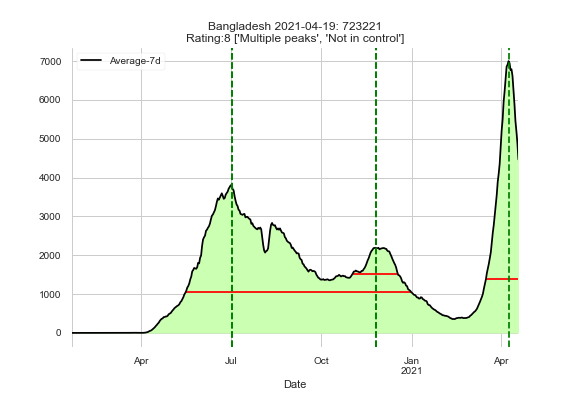 Bangladesh 2021-04-19: 723221
Rating:8 ['Multiple peaks', 'Not in control']
Average-7d
7000
6000
5000
4000
3000
2000
1000
0
Apr
Jul
Oct
Jan
2021
Apr
Date